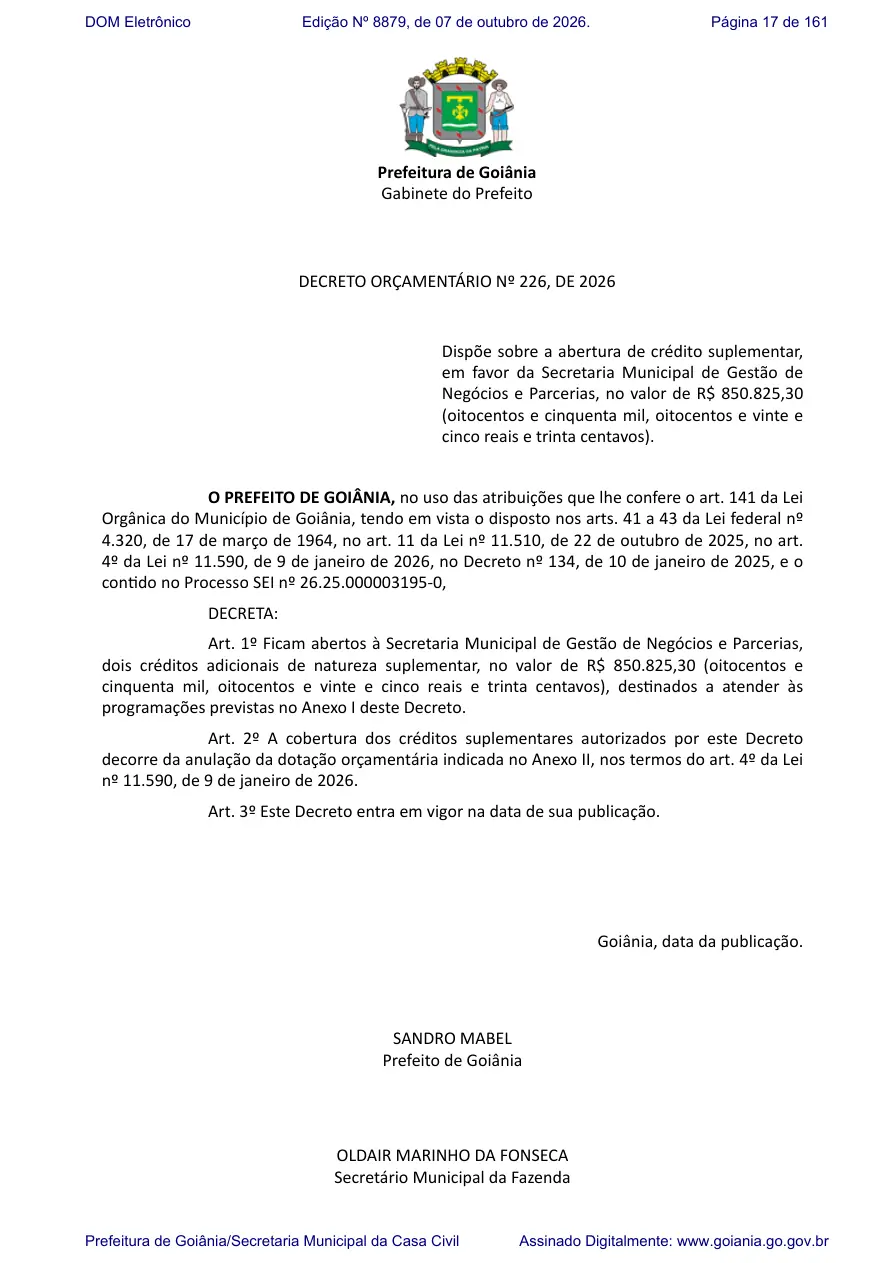 DOM Eletrônico Edição Nº 8879, de 07 de outubro de 2026. Página 17 de 161
PELA GRANDEZA DA PÁTRIA
Prefeitura de Goiânia
Gabinete do Prefeito
DECRETO ORÇAMENTÁRIO Nº 226, DE 2026
Dispõe sobre a abertura de crédito suplementar,
em favor da Secretaria Municipal de Gestão de
Negócios e Parcerias, no valor de R$ 850.825,30
(oitocentos e cinquenta mil, oitocentos e vinte e
cinco reais e trinta centavos).
O PREFEITO DE GOIÂNIA, no uso das atribuições que lhe confere o art. 141 da Lei
Orgânica do Município de Goiânia, tendo em vista o disposto nos arts. 41 a 43 da Lei federal nº
4.320, de 17 de março de 1964, no art. 11 da Lei nº 11.510, de 22 de outubro de 2025, no art.
4º da Lei nº 11.590, de 9 de janeiro de 2026, no Decreto nº 134, de 10 de janeiro de 2025, e o
contido no Processo SEI nº 26.25.000003195-0,
DECRETA:
Art. 1º Ficam abertos à Secretaria Municipal de Gestão de Negócios e Parcerias,
dois créditos adicionais de natureza suplementar, no valor de R$ 850.825,30 (oitocentos e
cinquenta mil, oitocentos e vinte e cinco reais e trinta centavos), destinados a atender às
programações previstas no Anexo I deste Decreto.
Art. 2º A cobertura dos créditos suplementares autorizados por este Decreto
decorre da anulação da dotação orçamentária indicada no Anexo II, nos termos do art. 4º da Lei
nº 11.590, de 9 de janeiro de 2026.
Art. 3º Este Decreto entra em vigor na data de sua publicação.
Goiânia, data da publicação.
SANDRO MABEL
Prefeito de Goiânia
OLDAIR MARINHO DA FONSECA
Secretário Municipal da Fazenda
Prefeitura de Goiânia/Secretaria Municipal da Casa Civil Assinado Digitalmente: www.goiania.go.gov.br